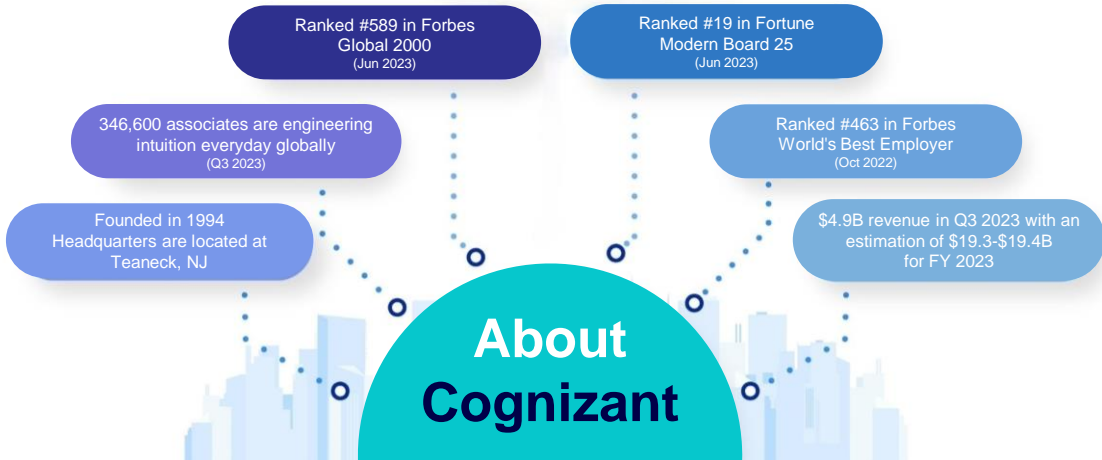 Ranked #589 in Forbes
Global 2000
(Jun 2023)
Ranked #19 in Fortune
Modern Board 25
(Jun 2023)
346,600 associates are engineering
intuition everyday globally
(Q3 2023)
Ranked #463 in Forbes
World's Best Employer
(Oct 2022)
Founded in 1994
Headquarters are located at
Teaneck, NJ
$4.9B revenue in Q3 2023 with an
estimation of $19.3-$19.4B
for FY 2023
About
Cognizant